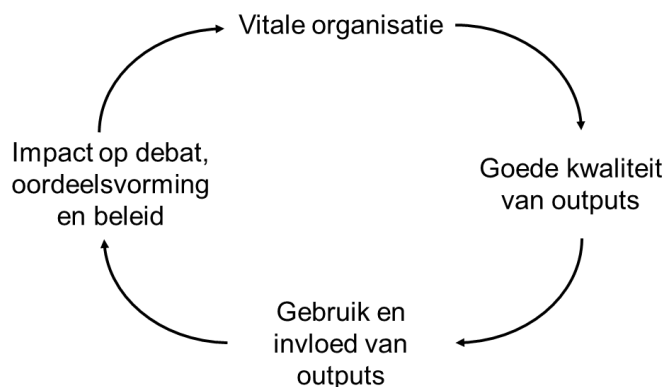 Vitale organisatie
Goede kwaliteit
van outputs
Gebruik en
invloed van
outputs
Impact op debat,
oordeelsvorming
en beleid